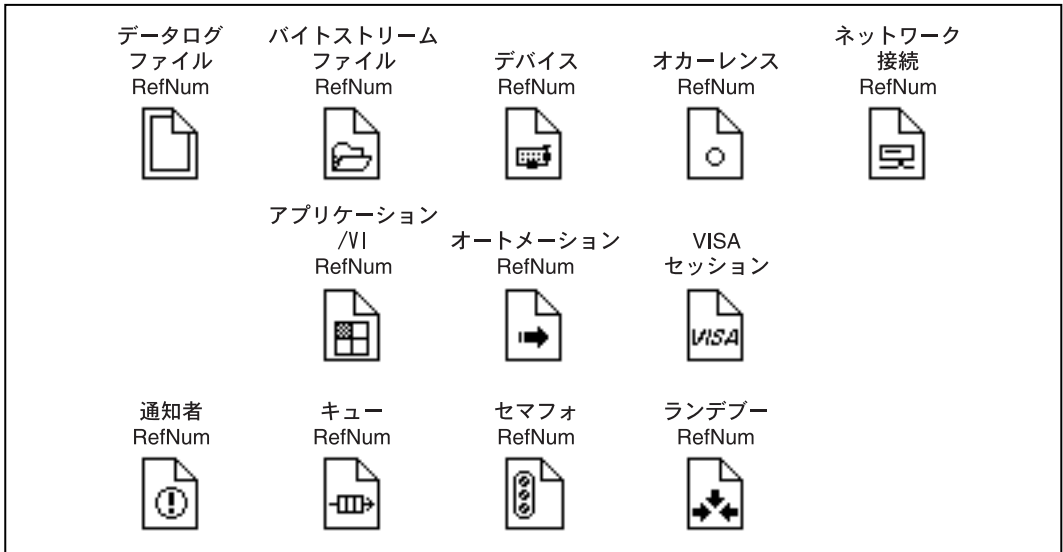 データログ
ファイル
RefNum
バイトストリーム
ファイル
RefNum
デバイス
RefNum
オカーレンス
RefNum
ネットワーク
接続
RefNum
アプリケーション
/VI
RefNum
オートメーション
RefNum
VISA
セッション
VISA
通知者
RefNum
キュー
RefNum
セマフォ
RefNum
ランデブー
RefNum